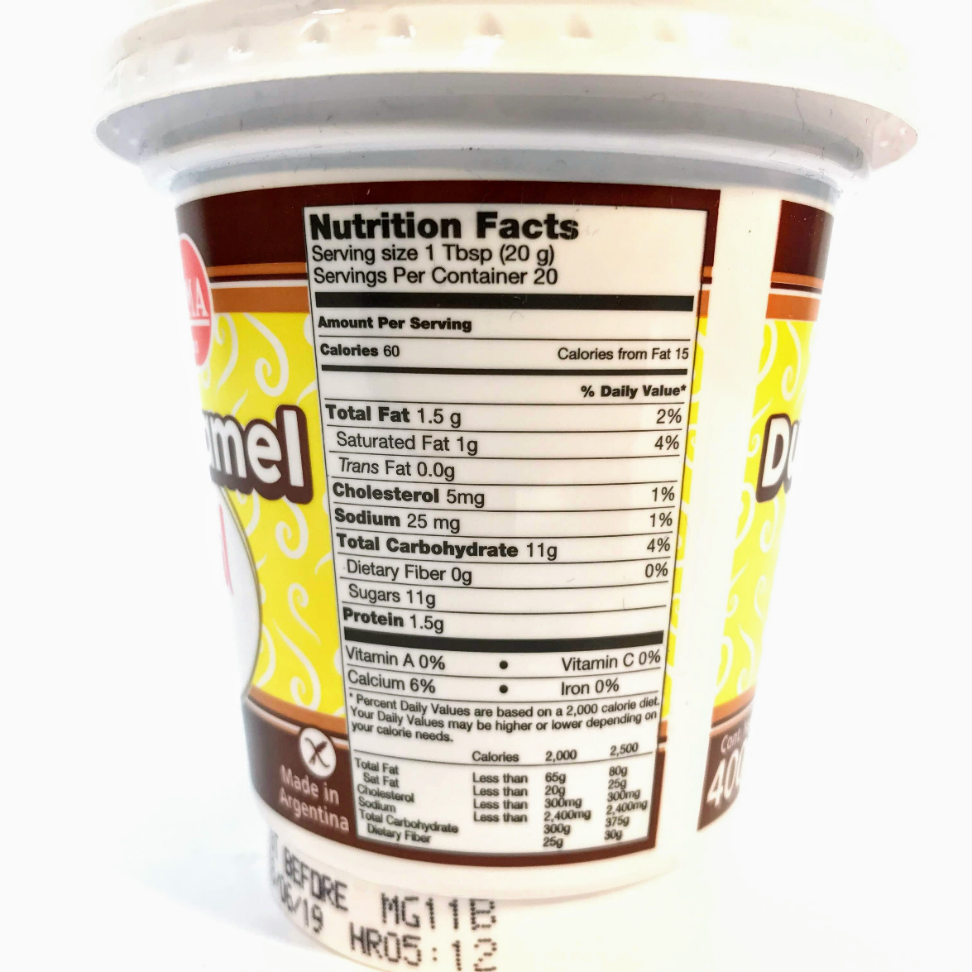 Nutrition Facts
Serving size 1 Tbsp (20 g)
Servings Per Container 20
Amount Per Serving
Calories 60 Calories from Fat 15
% Daily Value*
Total Fat 1.5 g 2%
Saturated Fat 1g 4%
Trans Fat 0.0g
Cholesterol 5mg 1%
Sodium 25 mg 1%
Total Carbohydrate 11g 4%
Dietary Fiber 0g 0%
Sugars 11g
Protein 1.5g
Vitamin A 0% • Vitamin C 0%
Calcium 6% • Iron 0%
* Percent Daily Values are based on a 2,000 calorie diet.
Your Daily Values may be higher or lower depending on
your calorie needs.
Calories 2,000 2,500
Total Fat Less than 65g 80g
Sat Fat Less than 20g 25g
Cholesterol Less than 300mg 300mg
Sodium Less than 2,400mg 2,400mg
Total Carbohydrate 300g 375g
Dietary Fiber 25g 30g
mel
Made in
Argentina
Cont.
400
BEFORE MG11B
/06/19 HR05:12